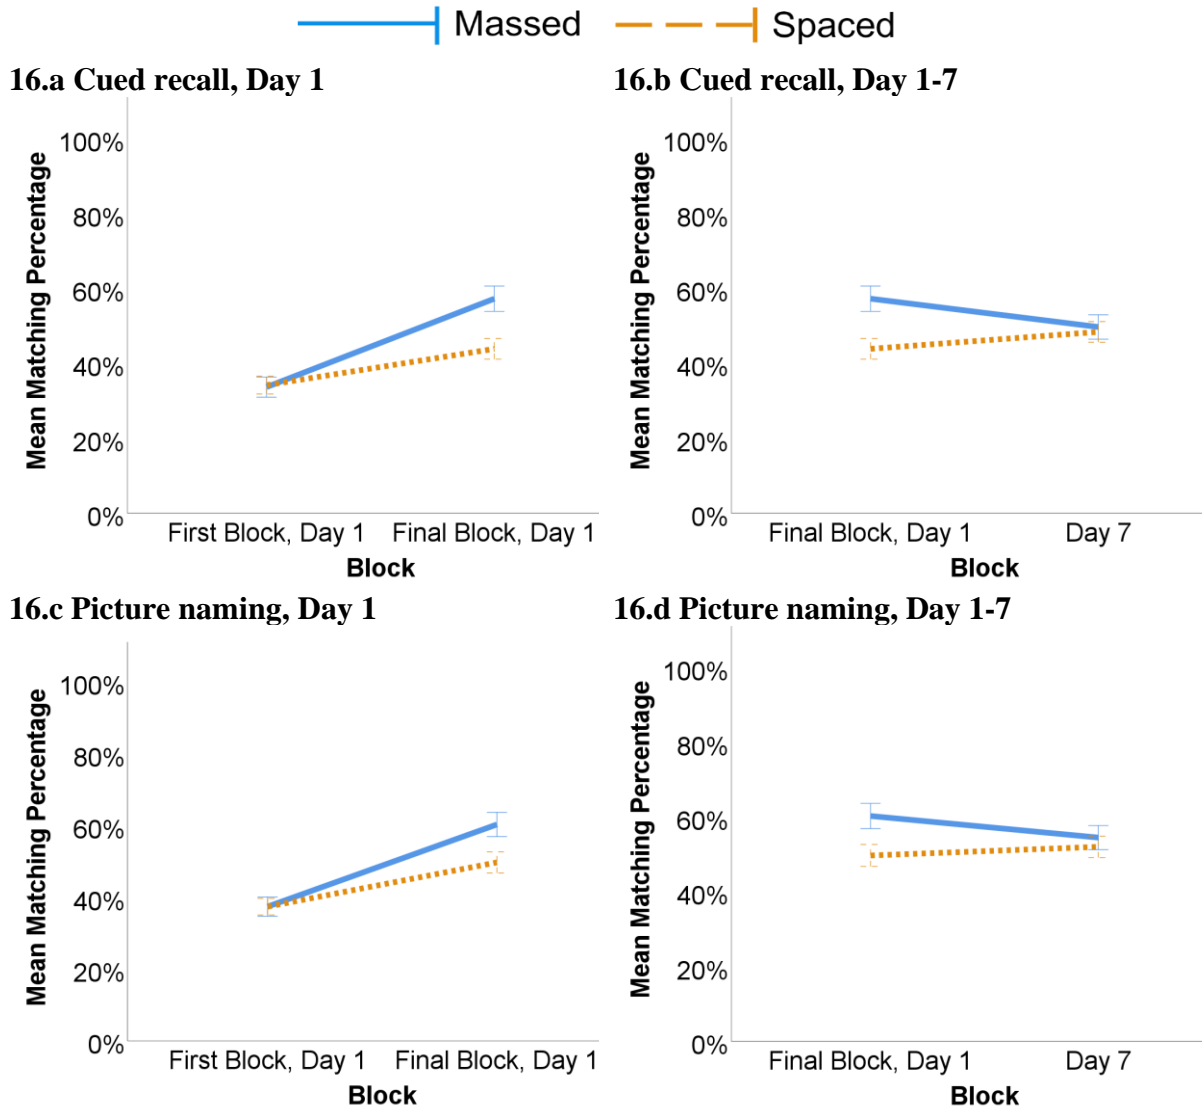 Massed Spaced
16.a Cued recall, Day 1
Mean Matching Percentage
100%
80%
60%
40%
20%
0%
First Block, Day 1 Final Block, Day 1
Block
16.b Cued recall, Day 1-7
Mean Matching Percentage
100%
80%
60%
40%
20%
0%
Final Block, Day 1 Day 7
Block
16.c Picture naming, Day 1
Mean Matching Percentage
100%
80%
60%
40%
20%
0%
First Block, Day 1 Final Block, Day 1
Block
16.d Picture naming, Day 1-7
Mean Matching Percentage
100%
80%
60%
40%
20%
0%
Final Block, Day 1 Day 7
Block